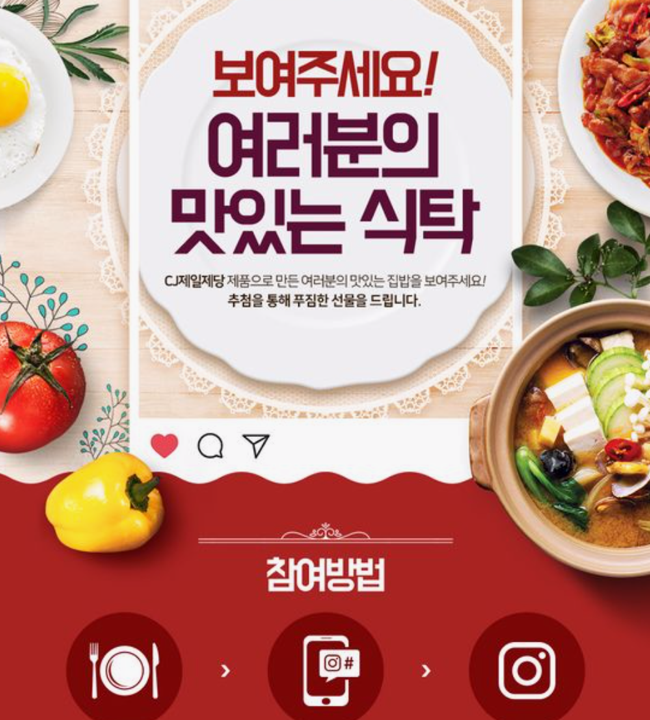 보여주세요!
여러분의
맛있는 식탁
CJ제일제당 제품으로 만든 여러분의 맛있는 집밥을 보여주세요!
추첨을 통해 푸짐한 선물을 드립니다.
참여방법
#